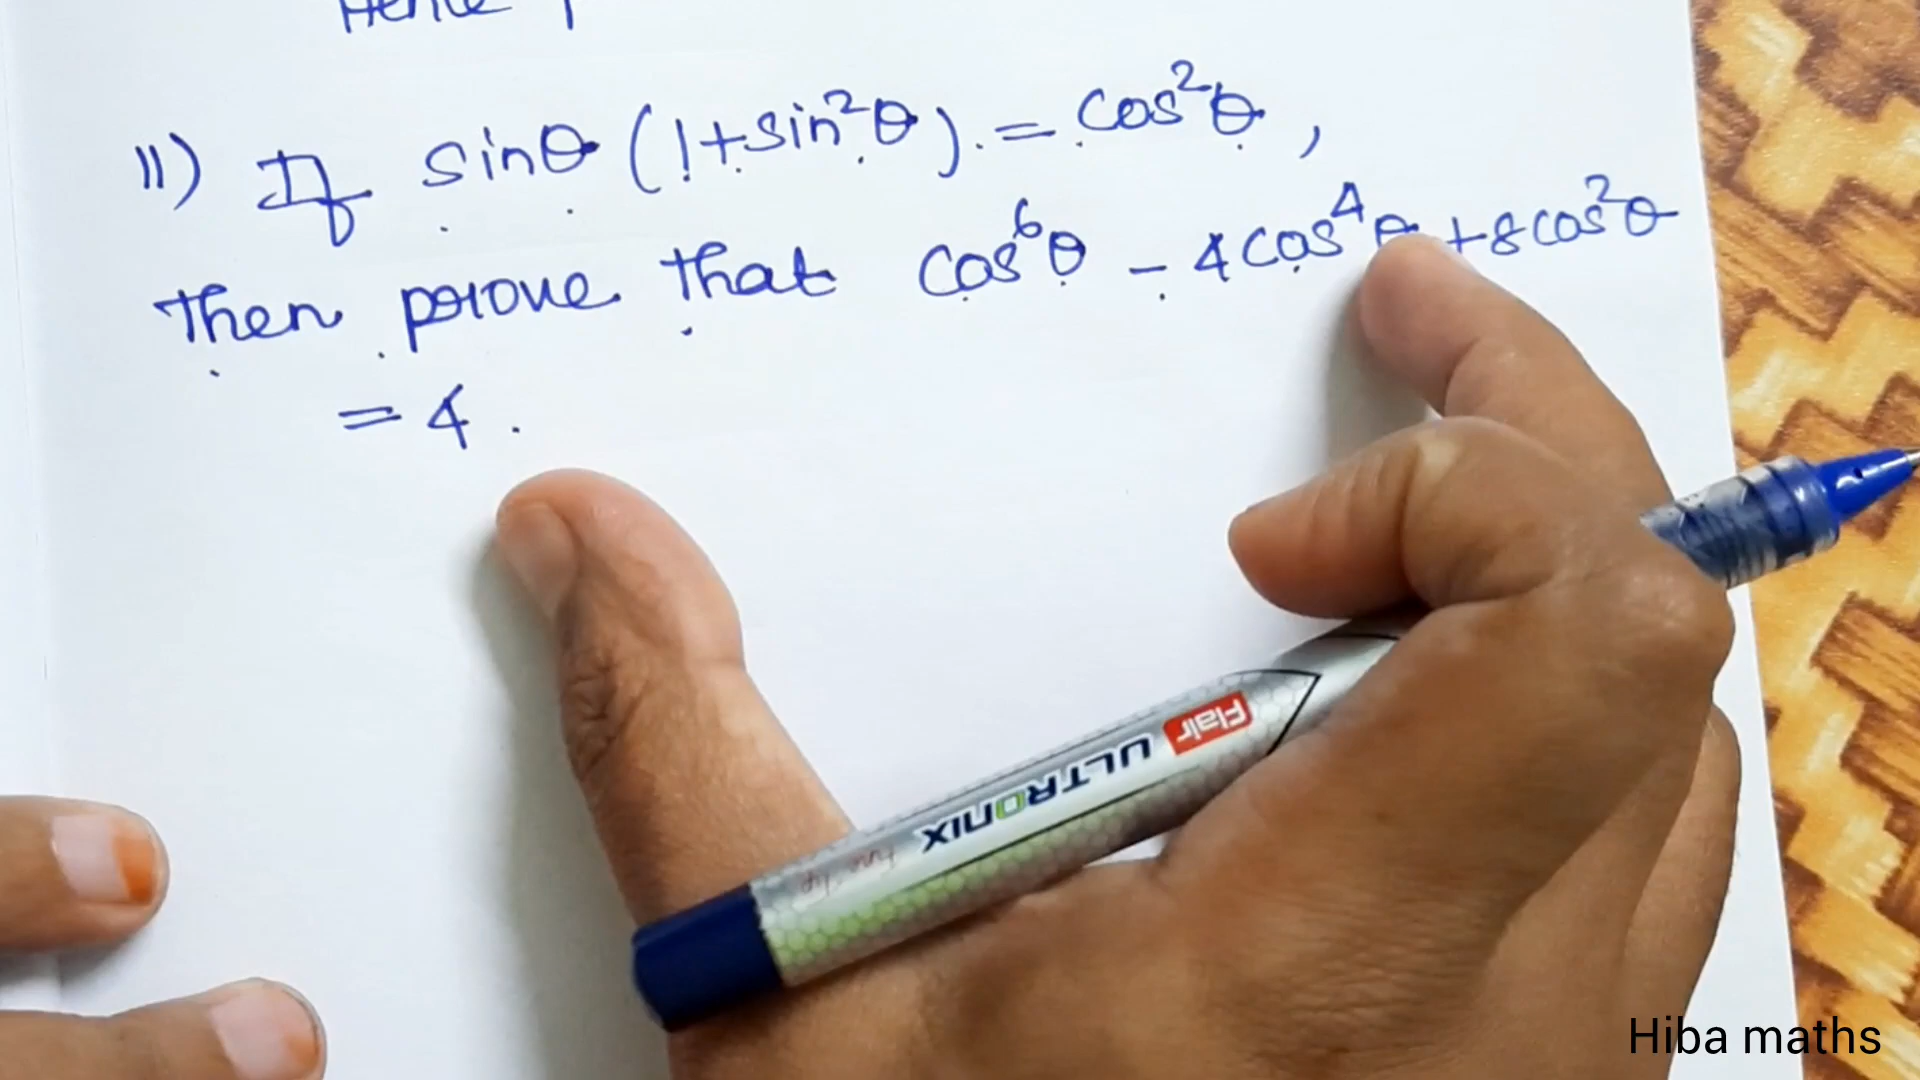 11) If sinθ (1+sin²θ) = cos²θ,
Then prove that cos⁶θ - 4cos⁴θ +8cos²θ
= 4.
Flair
ULTRONIX
Hiba maths